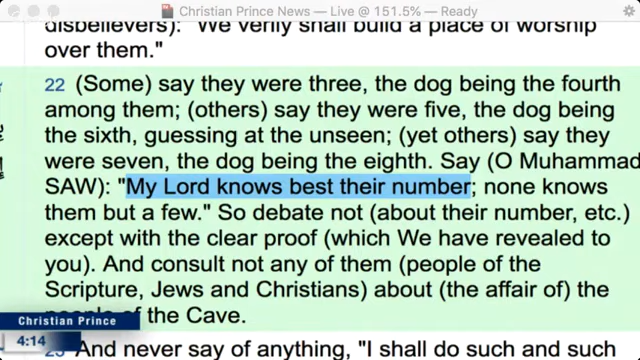 Christian Prince News — Live @ 151.5% — Ready
disbelievers): "We verily shall build a place of worship
over them."
22 (Some) say they were three, the dog being the fourth
among them; (others) say they were five, the dog being
the sixth, guessing at the unseen; (yet others) say they
were seven, the dog being the eighth. Say (O Muhammad
SAW): "My Lord knows best their number; none knows
them but a few." So debate not (about their number, etc.)
except with the clear proof (which We have revealed to
you). And consult not any of them (people of the
Scripture, Jews and Christians) about (the affair of) the
people of the Cave.
Christian Prince
4:14
23 And never say of anything, "I shall do such and such